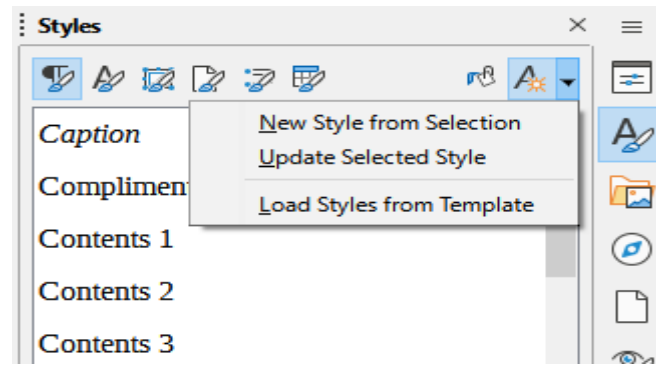 Styles
New Style from Selection
Update Selected Style
Load Styles from Template
Caption
Complimen
Contents 1
Contents 2
Contents 3